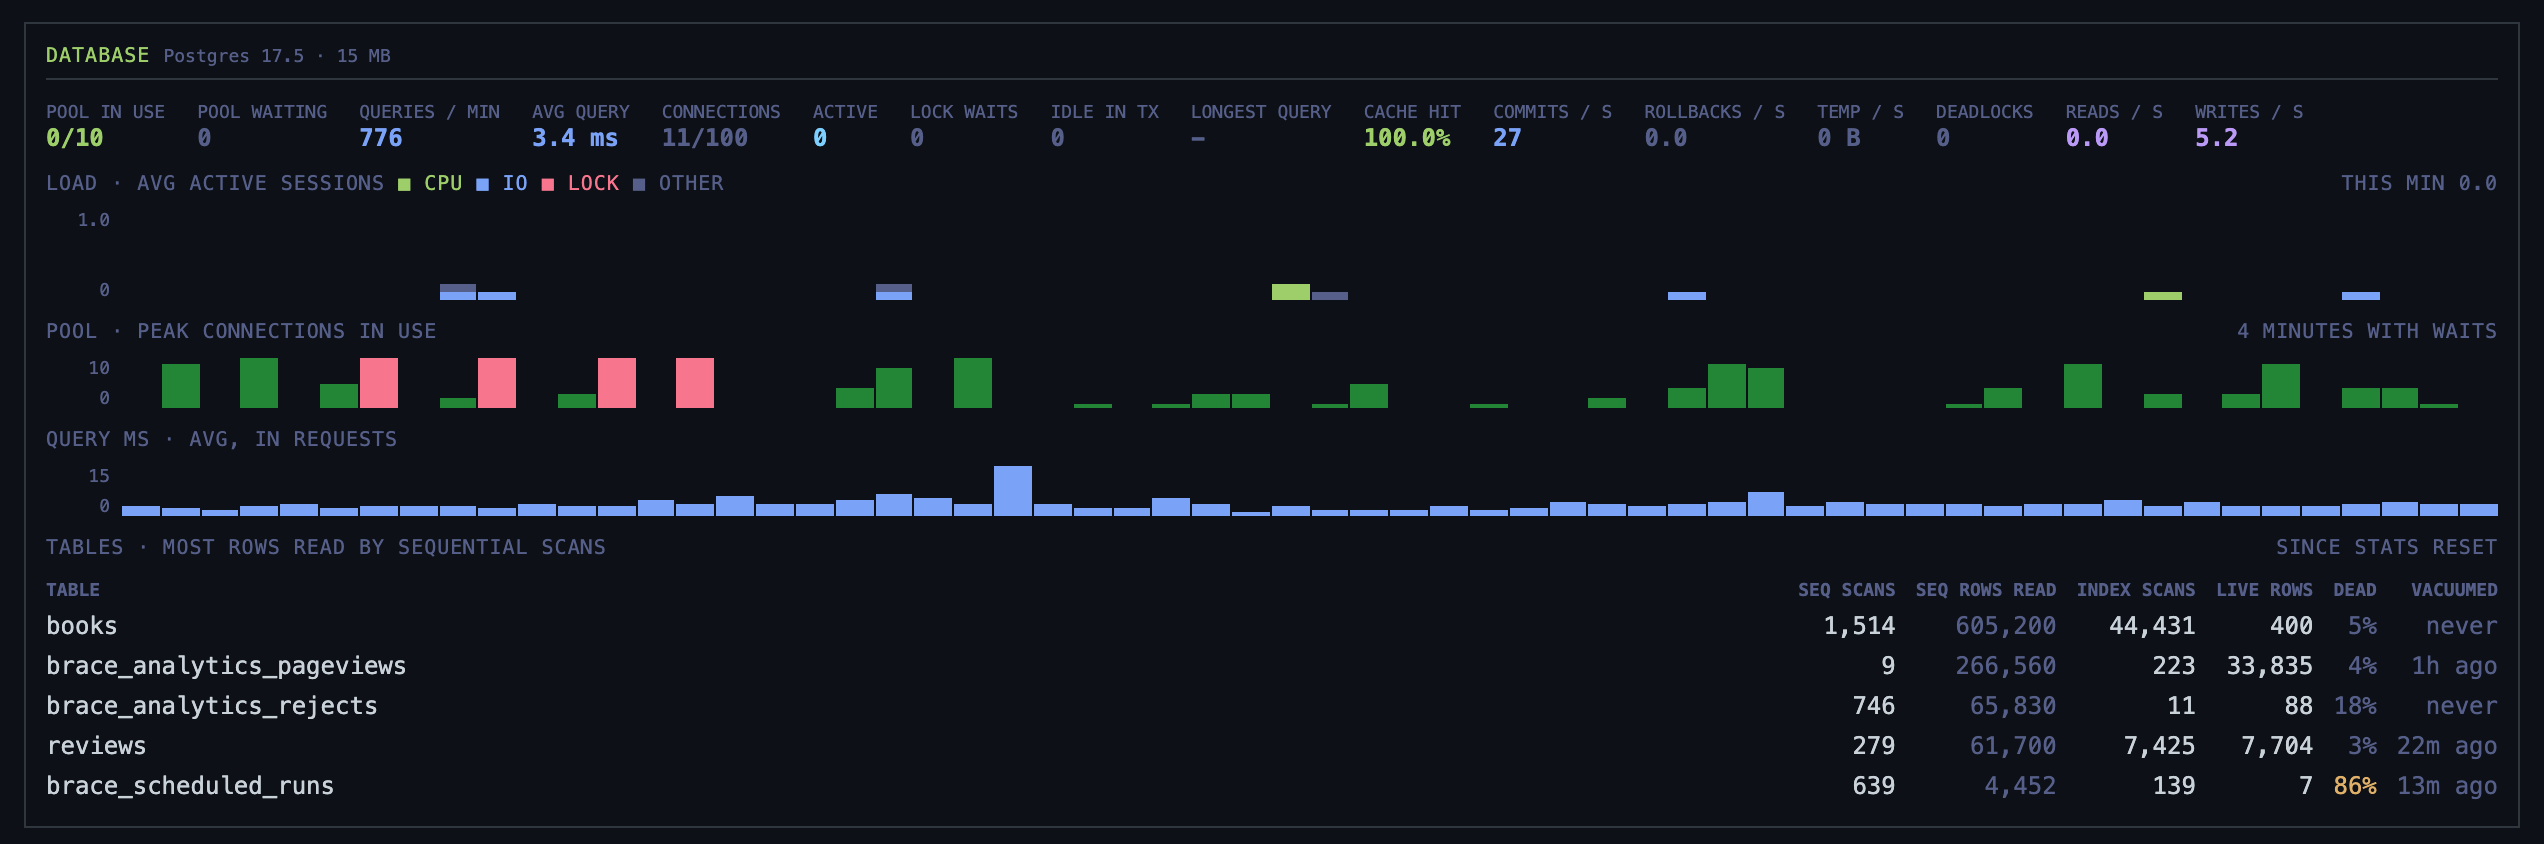 DATABASE Postgres 17.5 · 15 MB
POOL IN USE POOL WAITING QUERIES / MIN AVG QUERY CONNECTIONS ACTIVE LOCK WAITS IDLE IN TX LONGEST QUERY CACHE HIT COMMITS / S ROLLBACKS / S TEMP / S DEADLOCKS READS / S WRITES / S
0/10 0 776 3.4 ms 11/100 0 0 0 — 100.0% 27 0.0 0 B 0 0.0 5.2
LOAD · AVG ACTIVE SESSIONS CPU IO LOCK OTHER THIS MIN 0.0
1.0
0
POOL · PEAK CONNECTIONS IN USE 4 MINUTES WITH WAITS
10
0
QUERY MS · AVG, IN REQUESTS
15
0
TABLES · MOST ROWS READ BY SEQUENTIAL SCANS SINCE STATS RESET
TABLE SEQ SCANS SEQ ROWS READ INDEX SCANS LIVE ROWS DEAD VACUUMED
books 1,514 605,200 44,431 400 5% never
brace_analytics_pageviews 9 266,560 223 33,835 4% 1h ago
brace_analytics_rejects 746 65,830 11 88 18% never
reviews 279 61,700 7,425 7,704 3% 22m ago
brace_scheduled_runs 639 4,452 139 7 86% 13m ago